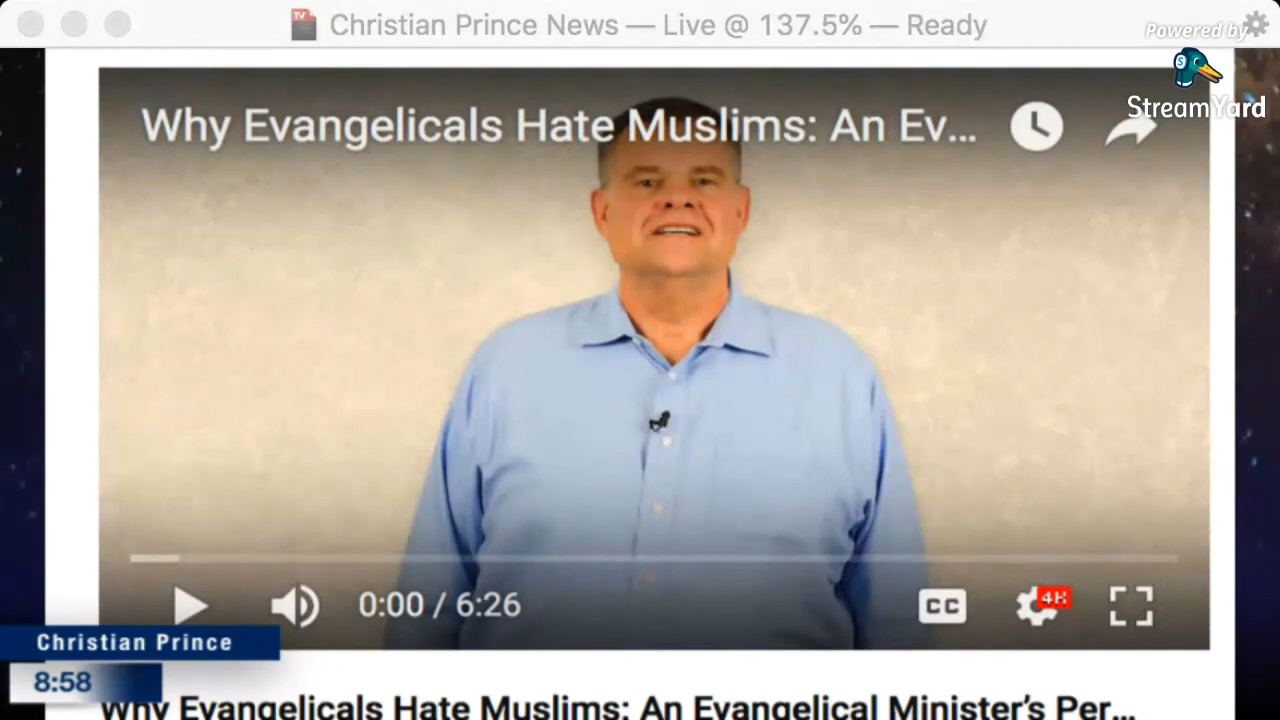 Christian Prince News — Live @ 137.5% — Ready
Powered by
StreamYard
Why Evangelicals Hate Muslims: An Ev...
0:00 / 6:26
CC
4K
Christian Prince
8:58
Why Evangelicals Hate Muslims: An Evangelical Minister's Per...